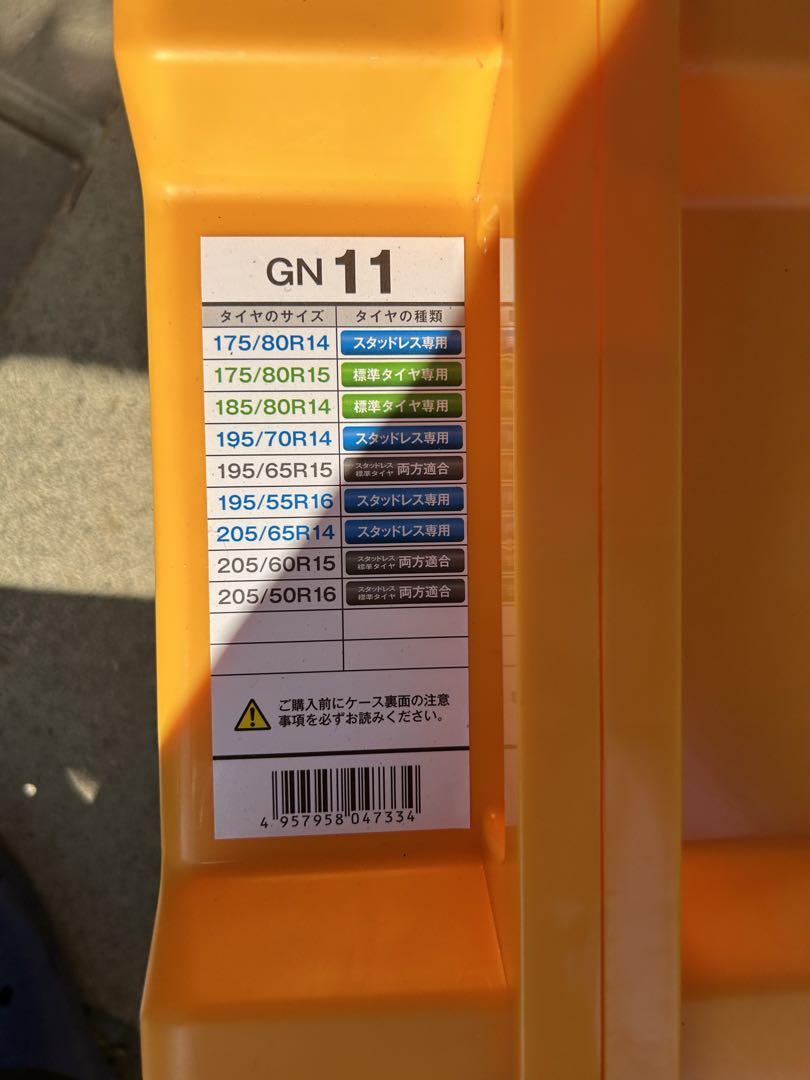 GN 11
タイヤのサイズ タイヤの種類
175/80R14 スタッドレス専用
175/80R15 標準タイヤ専用
185/80R14 標準タイヤ専用
195/70R14 スタッドレス専用
195/65R15 スタッドレス 標準タイヤ 両方適合
195/55R16 スタッドレス専用
205/65R14 スタッドレス専用
205/60R15 スタッドレス 標準タイヤ 両方適合
205/50R16 スタッドレス 標準タイヤ 両方適合
ご購入前にケース裏面の注意
事項を必ずお読みください。
4 957958 047334